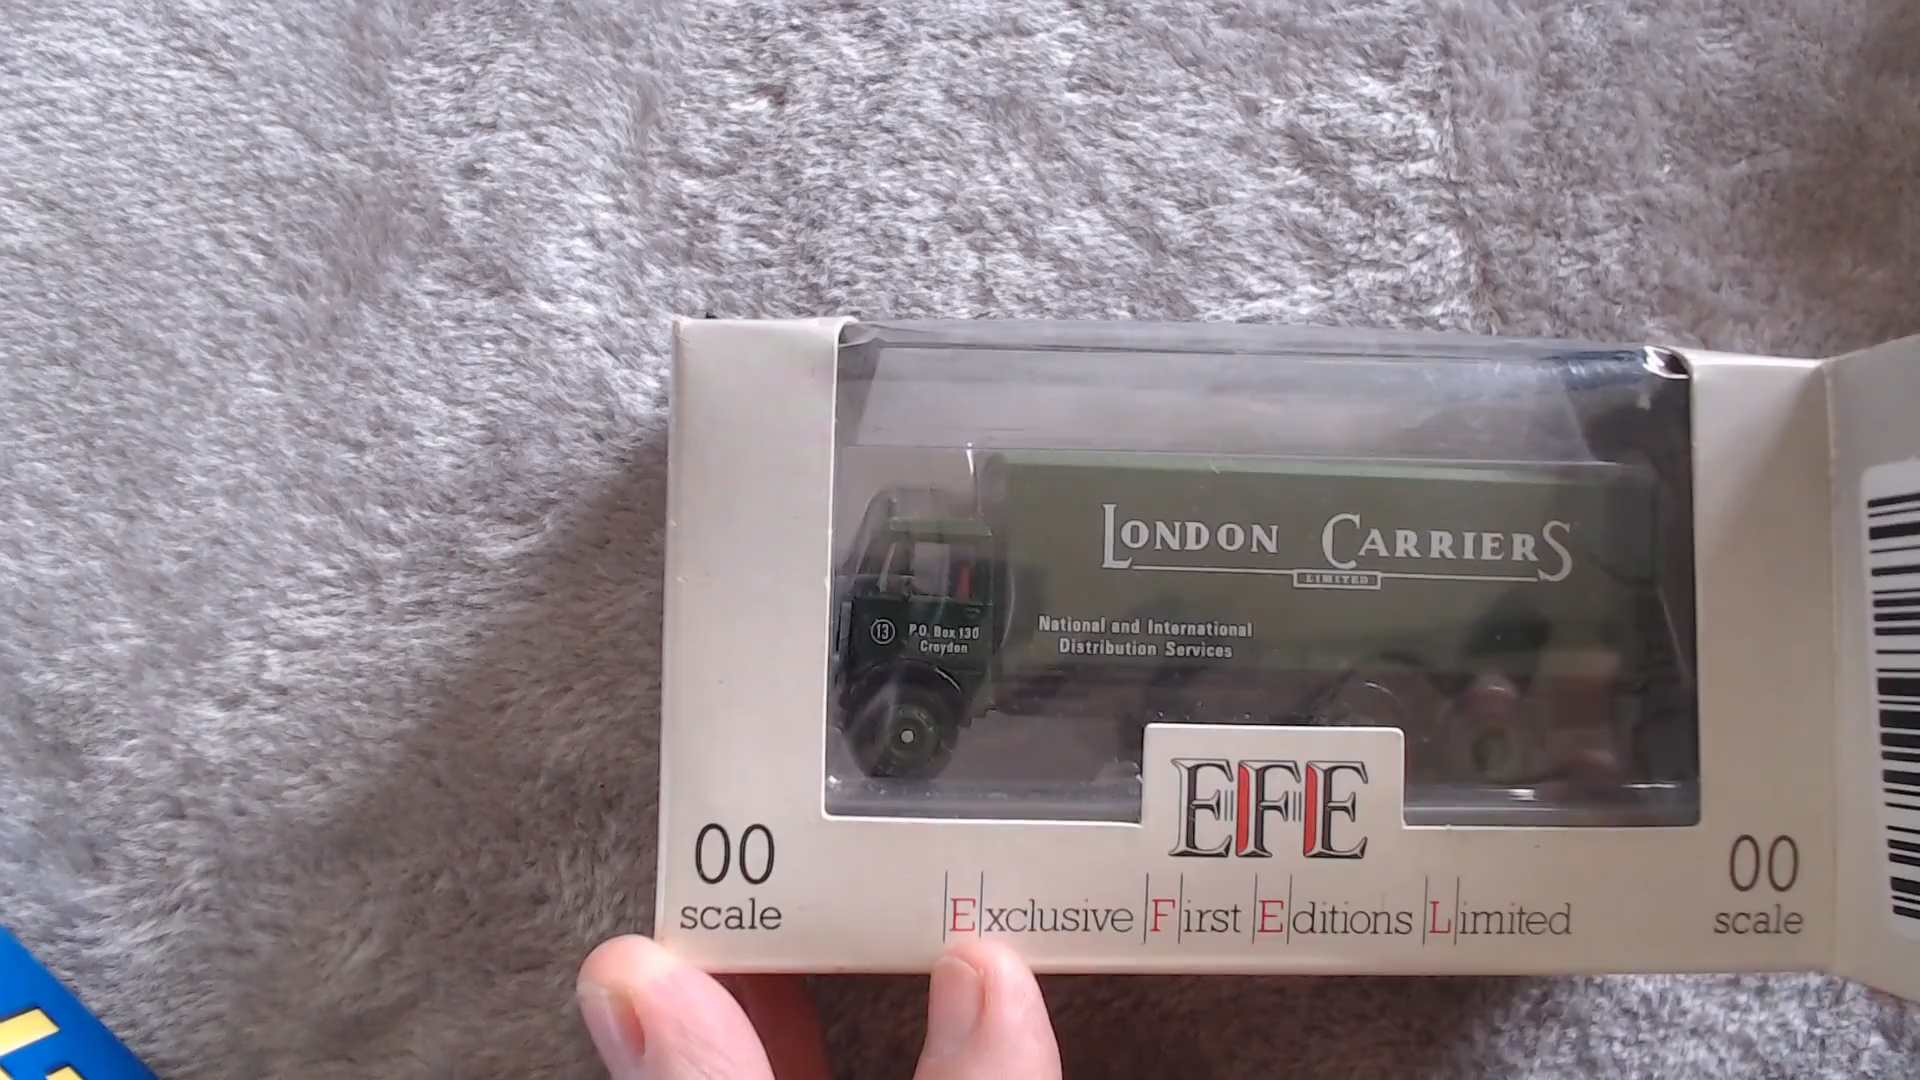 LONDON CARRIERS
LIMITED
National and International
Distribution Services
13
P.O. Box 130
Croydon
EFE
00
scale
Exclusive First Editions Limited
00
scale